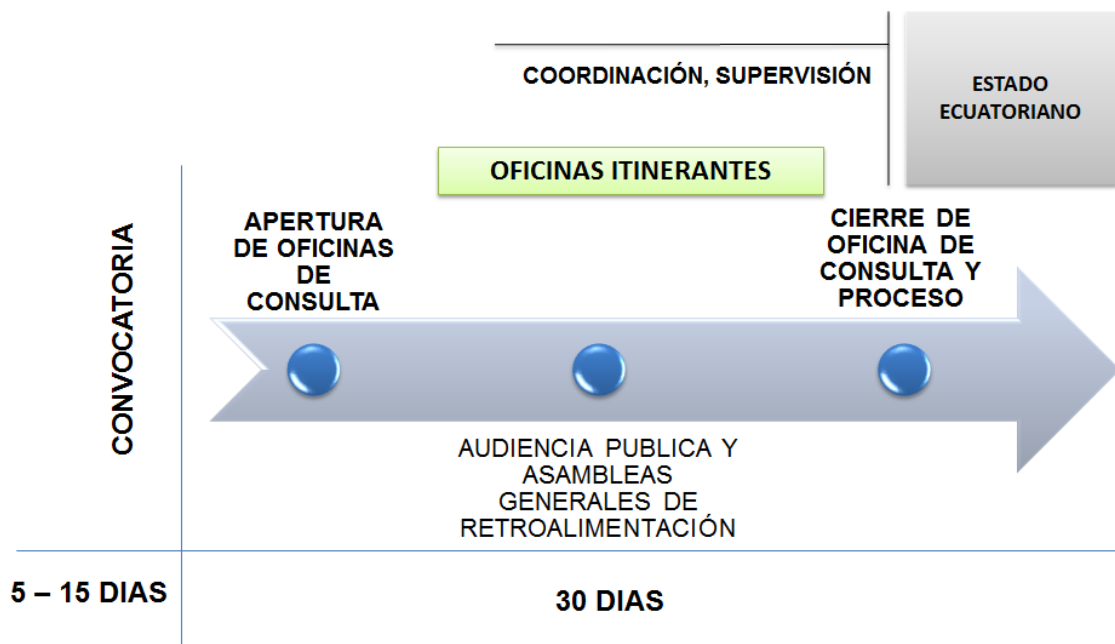 COORDINACIÓN, SUPERVISIÓN
ESTADO
ECUATORIANO
OFICINAS ITINERANTES
CONVOCATORIA
APERTURA
DE OFICINAS
DE
CONSULTA
CIERRE DE
OFICINA DE
CONSULTA Y
PROCESO
AUDIENCIA PUBLICA Y
ASAMBLEAS
GENERALES DE
RETROALIMENTACIÓN
5 – 15 DIAS
30 DIAS